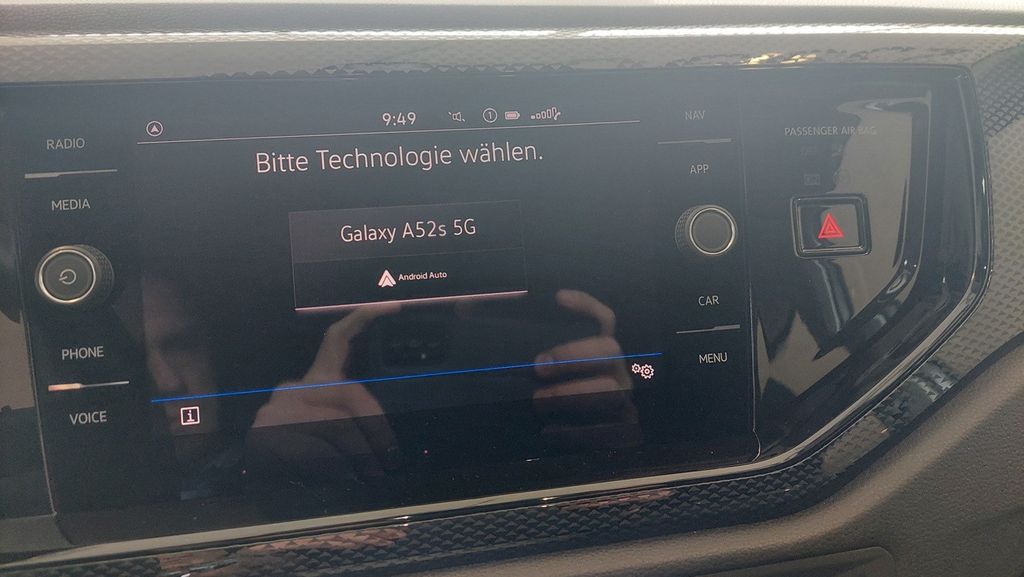 RADIO
MEDIA
PHONE
VOICE
9:49
1
Bitte Technologie wählen.
Galaxy A52s 5G
Android Auto
i
NAV
APP
CAR
MENU
PASSENGER AIR BAG